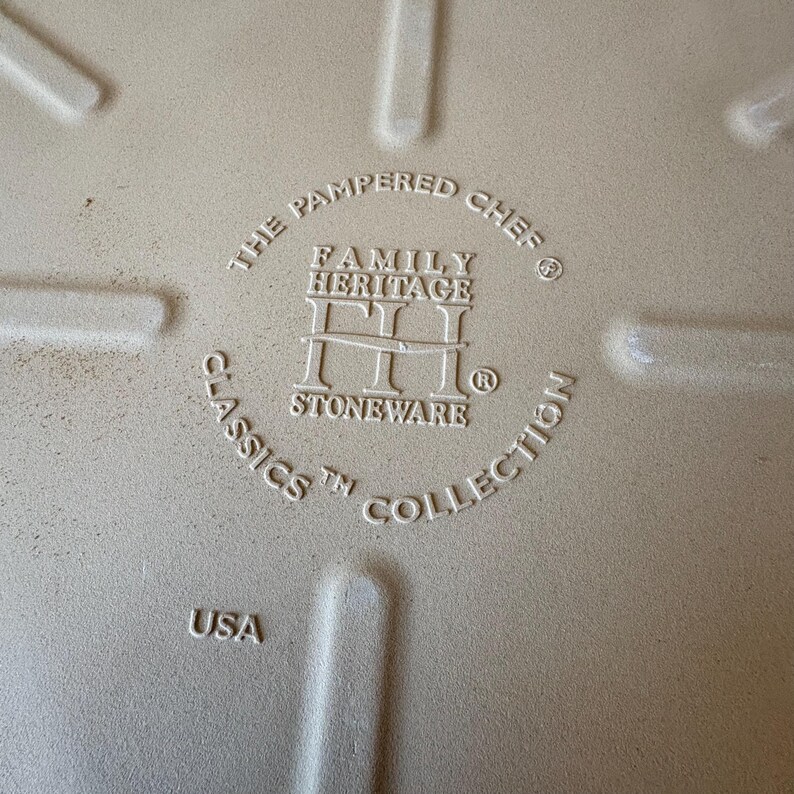 THE PAMPERED CHEF®
FAMILY
HERITAGE
FH®
STONEWARE
CLASSICS™ COLLECTION
USA